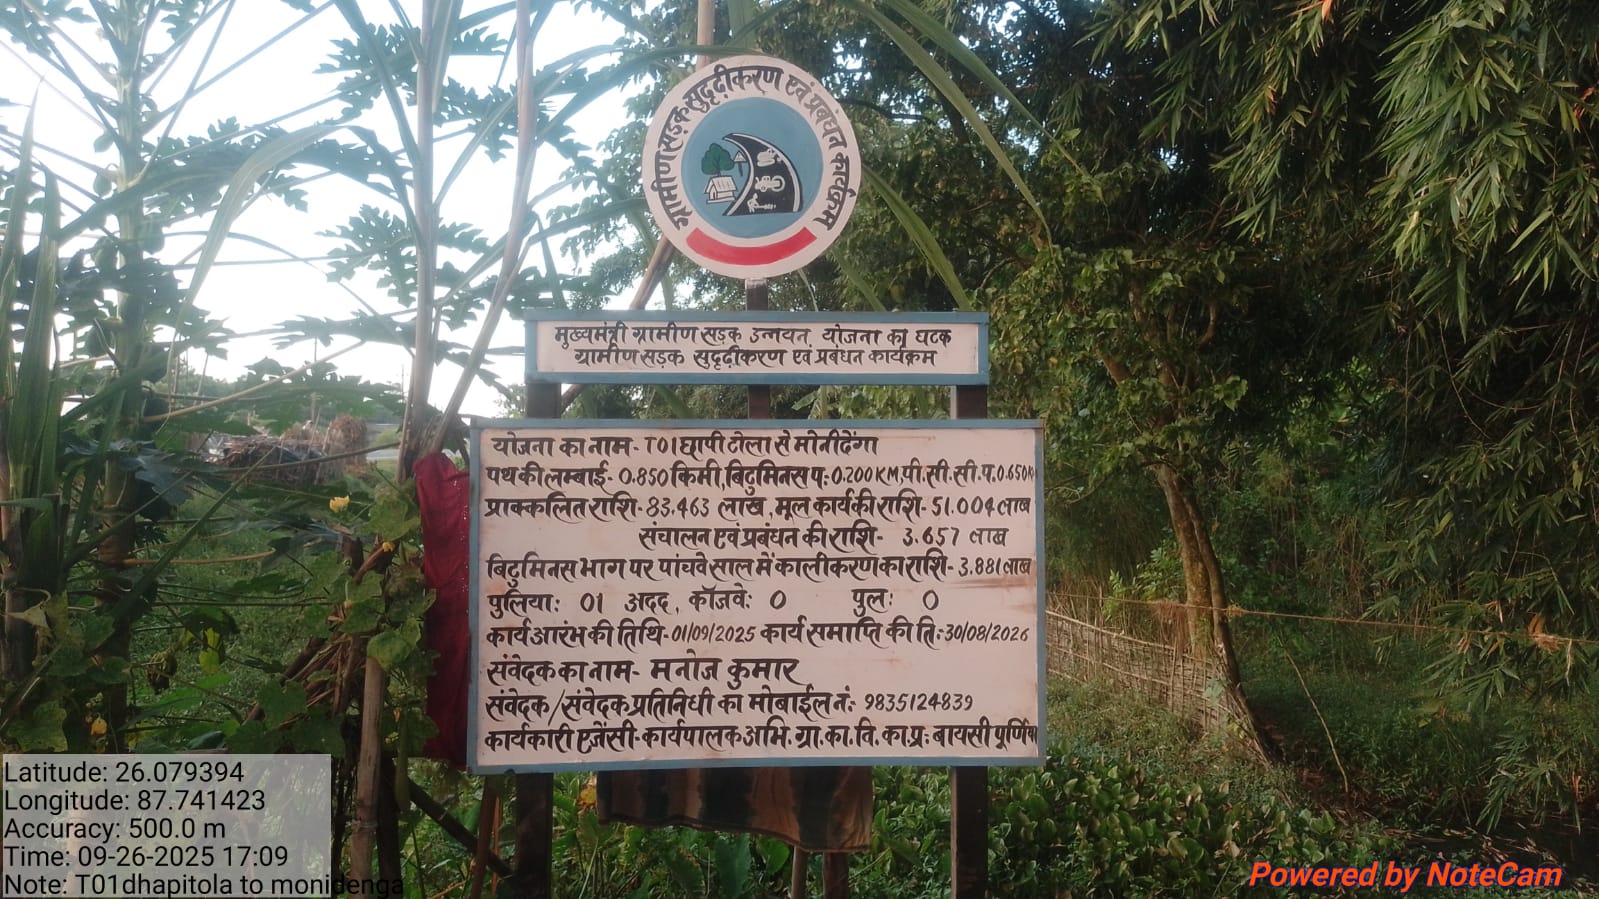 ग्रामीण सड़क सुदृढ़ीकरण एवं प्रबंधन कार्यक्रम
मुख्यमंत्री ग्रामीण सड़क उन्नयन योजना का घटक
ग्रामीण सड़क सुदृढ़ीकरण एवं प्रबंधन कार्यक्रम
योजना का नाम- T01 छापी टोला से मोनीदेंगा
पथ की लम्बाई- 0.850 किमी, बिटुमिनस प:- 0.200 KM, पी. सी. सी. प. 0.650 KM
प्राक्कलित राशि- 83.463 लाख, मूल कार्य की राशि- 51.004 लाख
संचालन एवं प्रबंधन की राशि- 3.657 लाख
बिटुमिनस भाग पर पांचवे साल में कालीकरण का राशि- 3.881 लाख
पुलिया: 01 अदद, कॉजवे: 0 पुल: 0
कार्य आरंभ की तिथि- 01/09/2025 कार्य समाप्ति की ति:- 30/08/2026
संवेदक का नाम- मनोज कुमार
संवेदक/संवेदक प्रतिनिधी का मोबाईल नं:- 9835124839
कार्यकारी एजेंसी- कार्यपालक अभि. ग्रा. का. वि. का. प्र. बायसी पूर्णिया
Latitude: 26.079394
Longitude: 87.741423
Accuracy: 500.0 m
Time: 09-26-2025 17:09
Note: T01dhapitola to monidenga
Powered by NoteCam